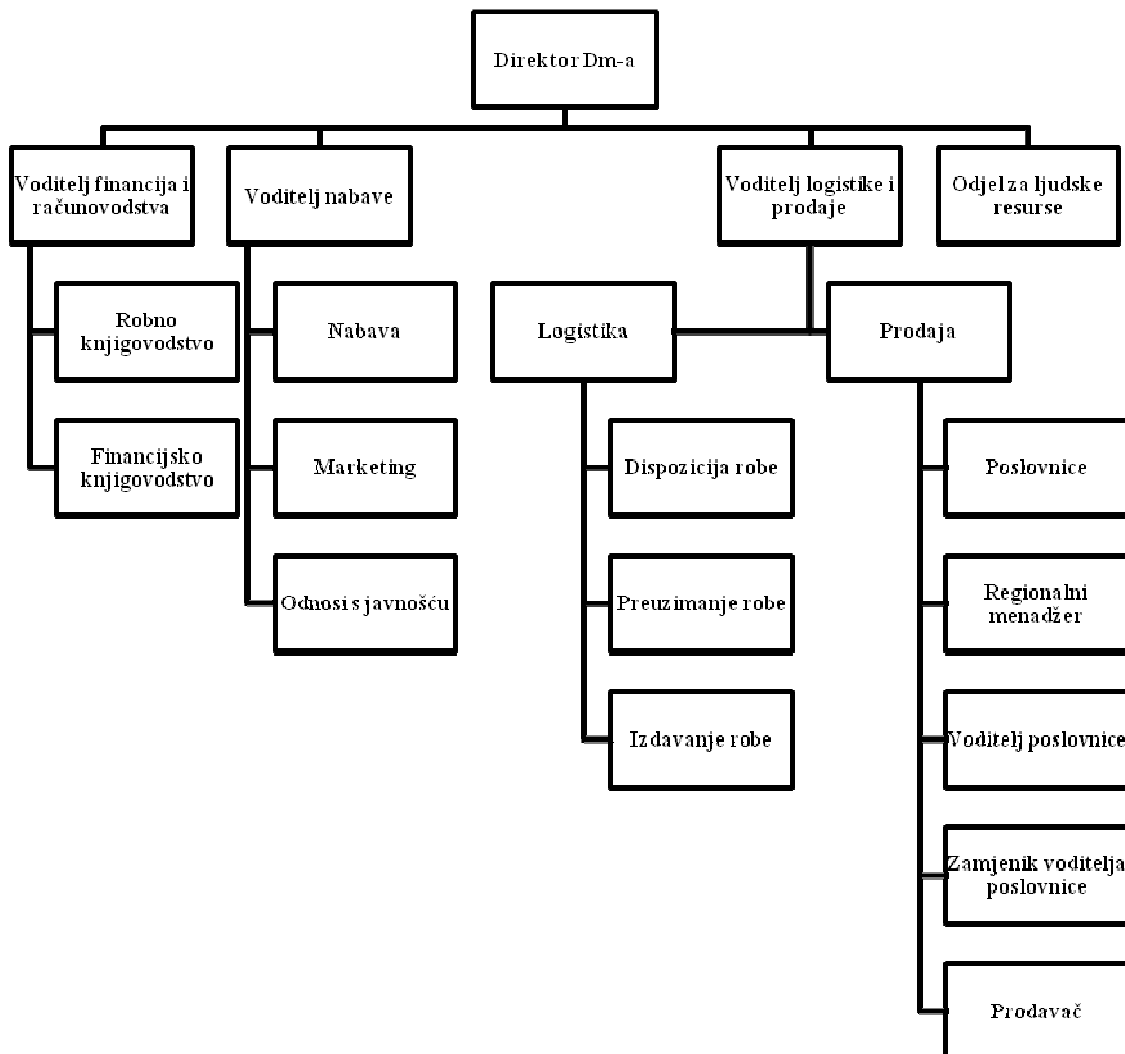 Direktor Dm-a
Voditelj financija i
računovodstva
Voditelj nabave
Voditelj logistike i
prodaje
Odjel za ljudske
resurse
Robno
knjigovodstvo
Nabava
Logistika
Prodaja
Financijsko
knjigovodstvo
Marketing
Dispozicija robe
Poslovnice
Odnosi s javnošću
Preuzimanje robe
Regionalni
menadžer
Izdavanje robe
Voditelj poslovnice
Zamjenik voditelja
poslovnice
Prodavač